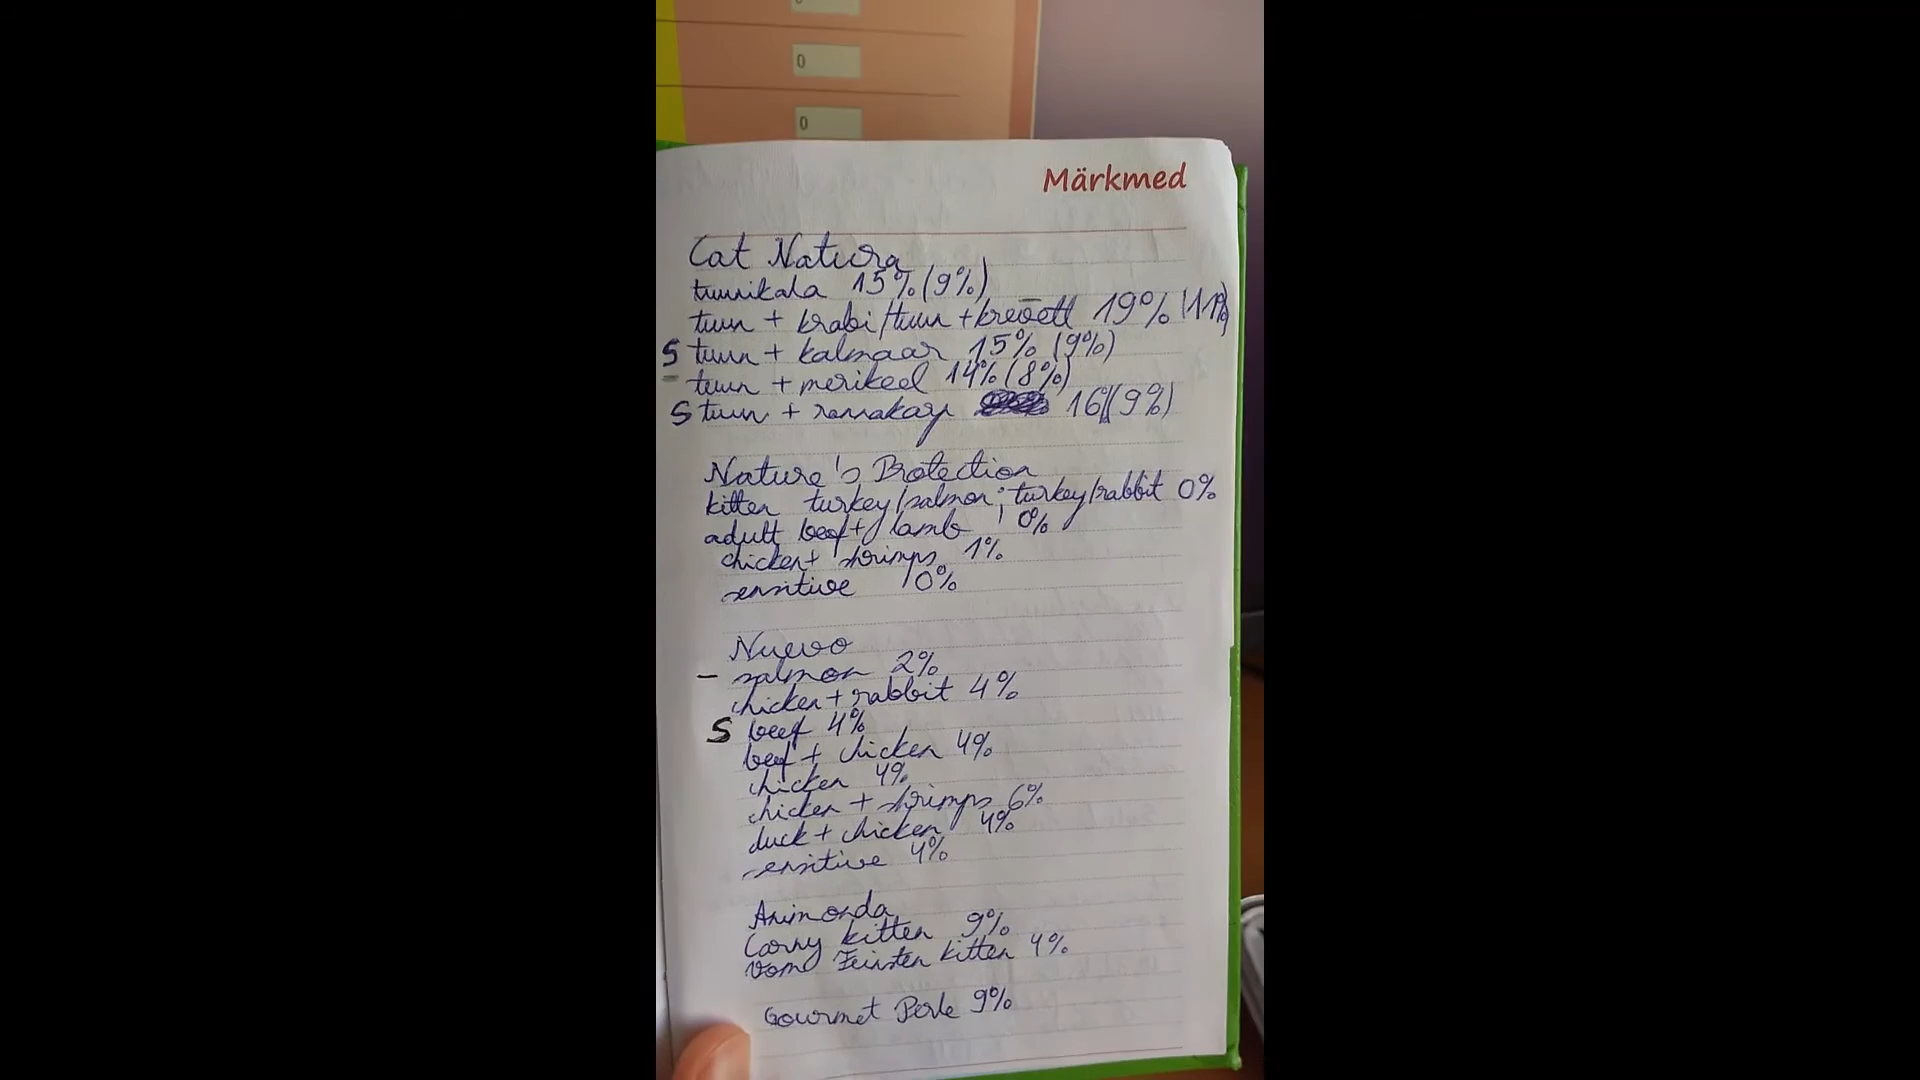 0
0
0
Märkmed
Cat Natura
tuunikala 15% (9%)
tuun + krabi/tuun + krevett 19% (11%)
S tuun + kalmaar 15% (9%)
- tuun + merikeel 14% (8%)
S tuun + rannakarp 16 (9%)
Nature's Protection
kitten turkey/salmon; turkey/rabbit 0%
adult beef + lamb 0%
chicken + shrimps 1%
sensitive 0%
Nuevo
- salmon 2%
chicken + rabbit 4%
S beef 4%
beef + chicken 4%
chicken 4%
chicken + shrimps 6%
duck + chicken 4%
sensitive 4%
Animonda
Carny kitten 9%
Vom Feinsten kitten 4%
Gourmet Perle 9%